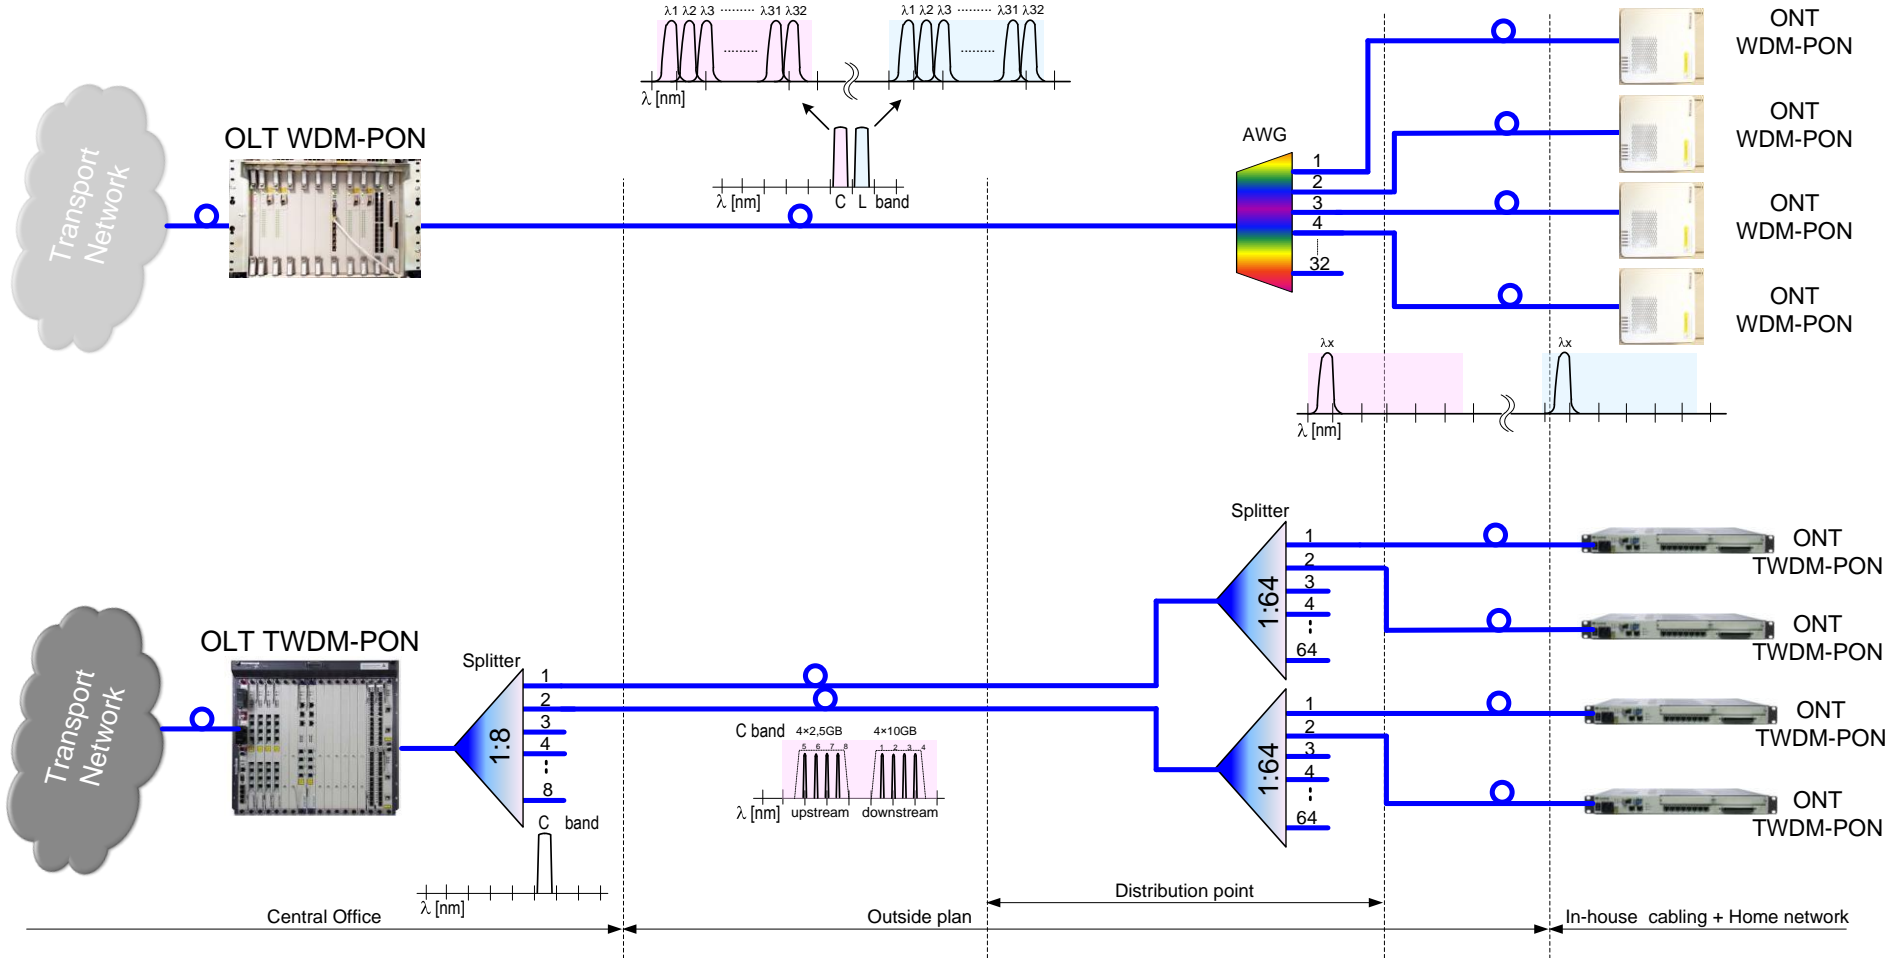 λ1 λ2 λ3 ......... λ31 λ32
λ1 λ2 λ3 ......... λ31 λ32
.........
.........
λ [nm]
λ [nm]
C L band
Transport
Network
OLT WDM-PON
AWG
1
2
3
4
32
ONT
WDM-PON
ONT
WDM-PON
ONT
WDM-PON
ONT
WDM-PON
λx
λx
λ [nm]
Transport
Network
OLT TWDM-PON
Splitter
1:8
1
2
3
4
8
C band
λ [nm]
C band 4×2,5GB 4×10GB
5 6 7 8 1 2 3 4
λ [nm]
upstream downstream
Splitter
1:64
1
2
3
4
64
1:64
1
2
3
4
64
ONT
TWDM-PON
ONT
TWDM-PON
ONT
TWDM-PON
ONT
TWDM-PON
Distribution point
Central Office
Outside plan
In-house cabling + Home network